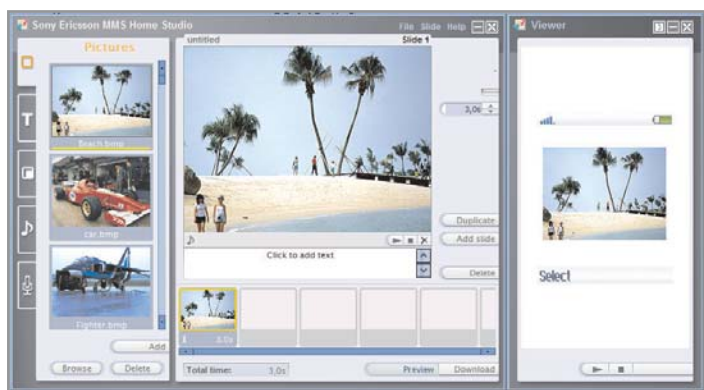 Sony Ericsson MMS Home Studio
File Slide Help
Viewer
Pictures
untitled
Slide 1
T
3,0s
Beach.bmp
car.bmp
Duplicate
Add slide
Click to add text
Select
Delete
Fighter.bmp
Add
1
Browse
Delete
Total time:
3,0s
Preview
Download